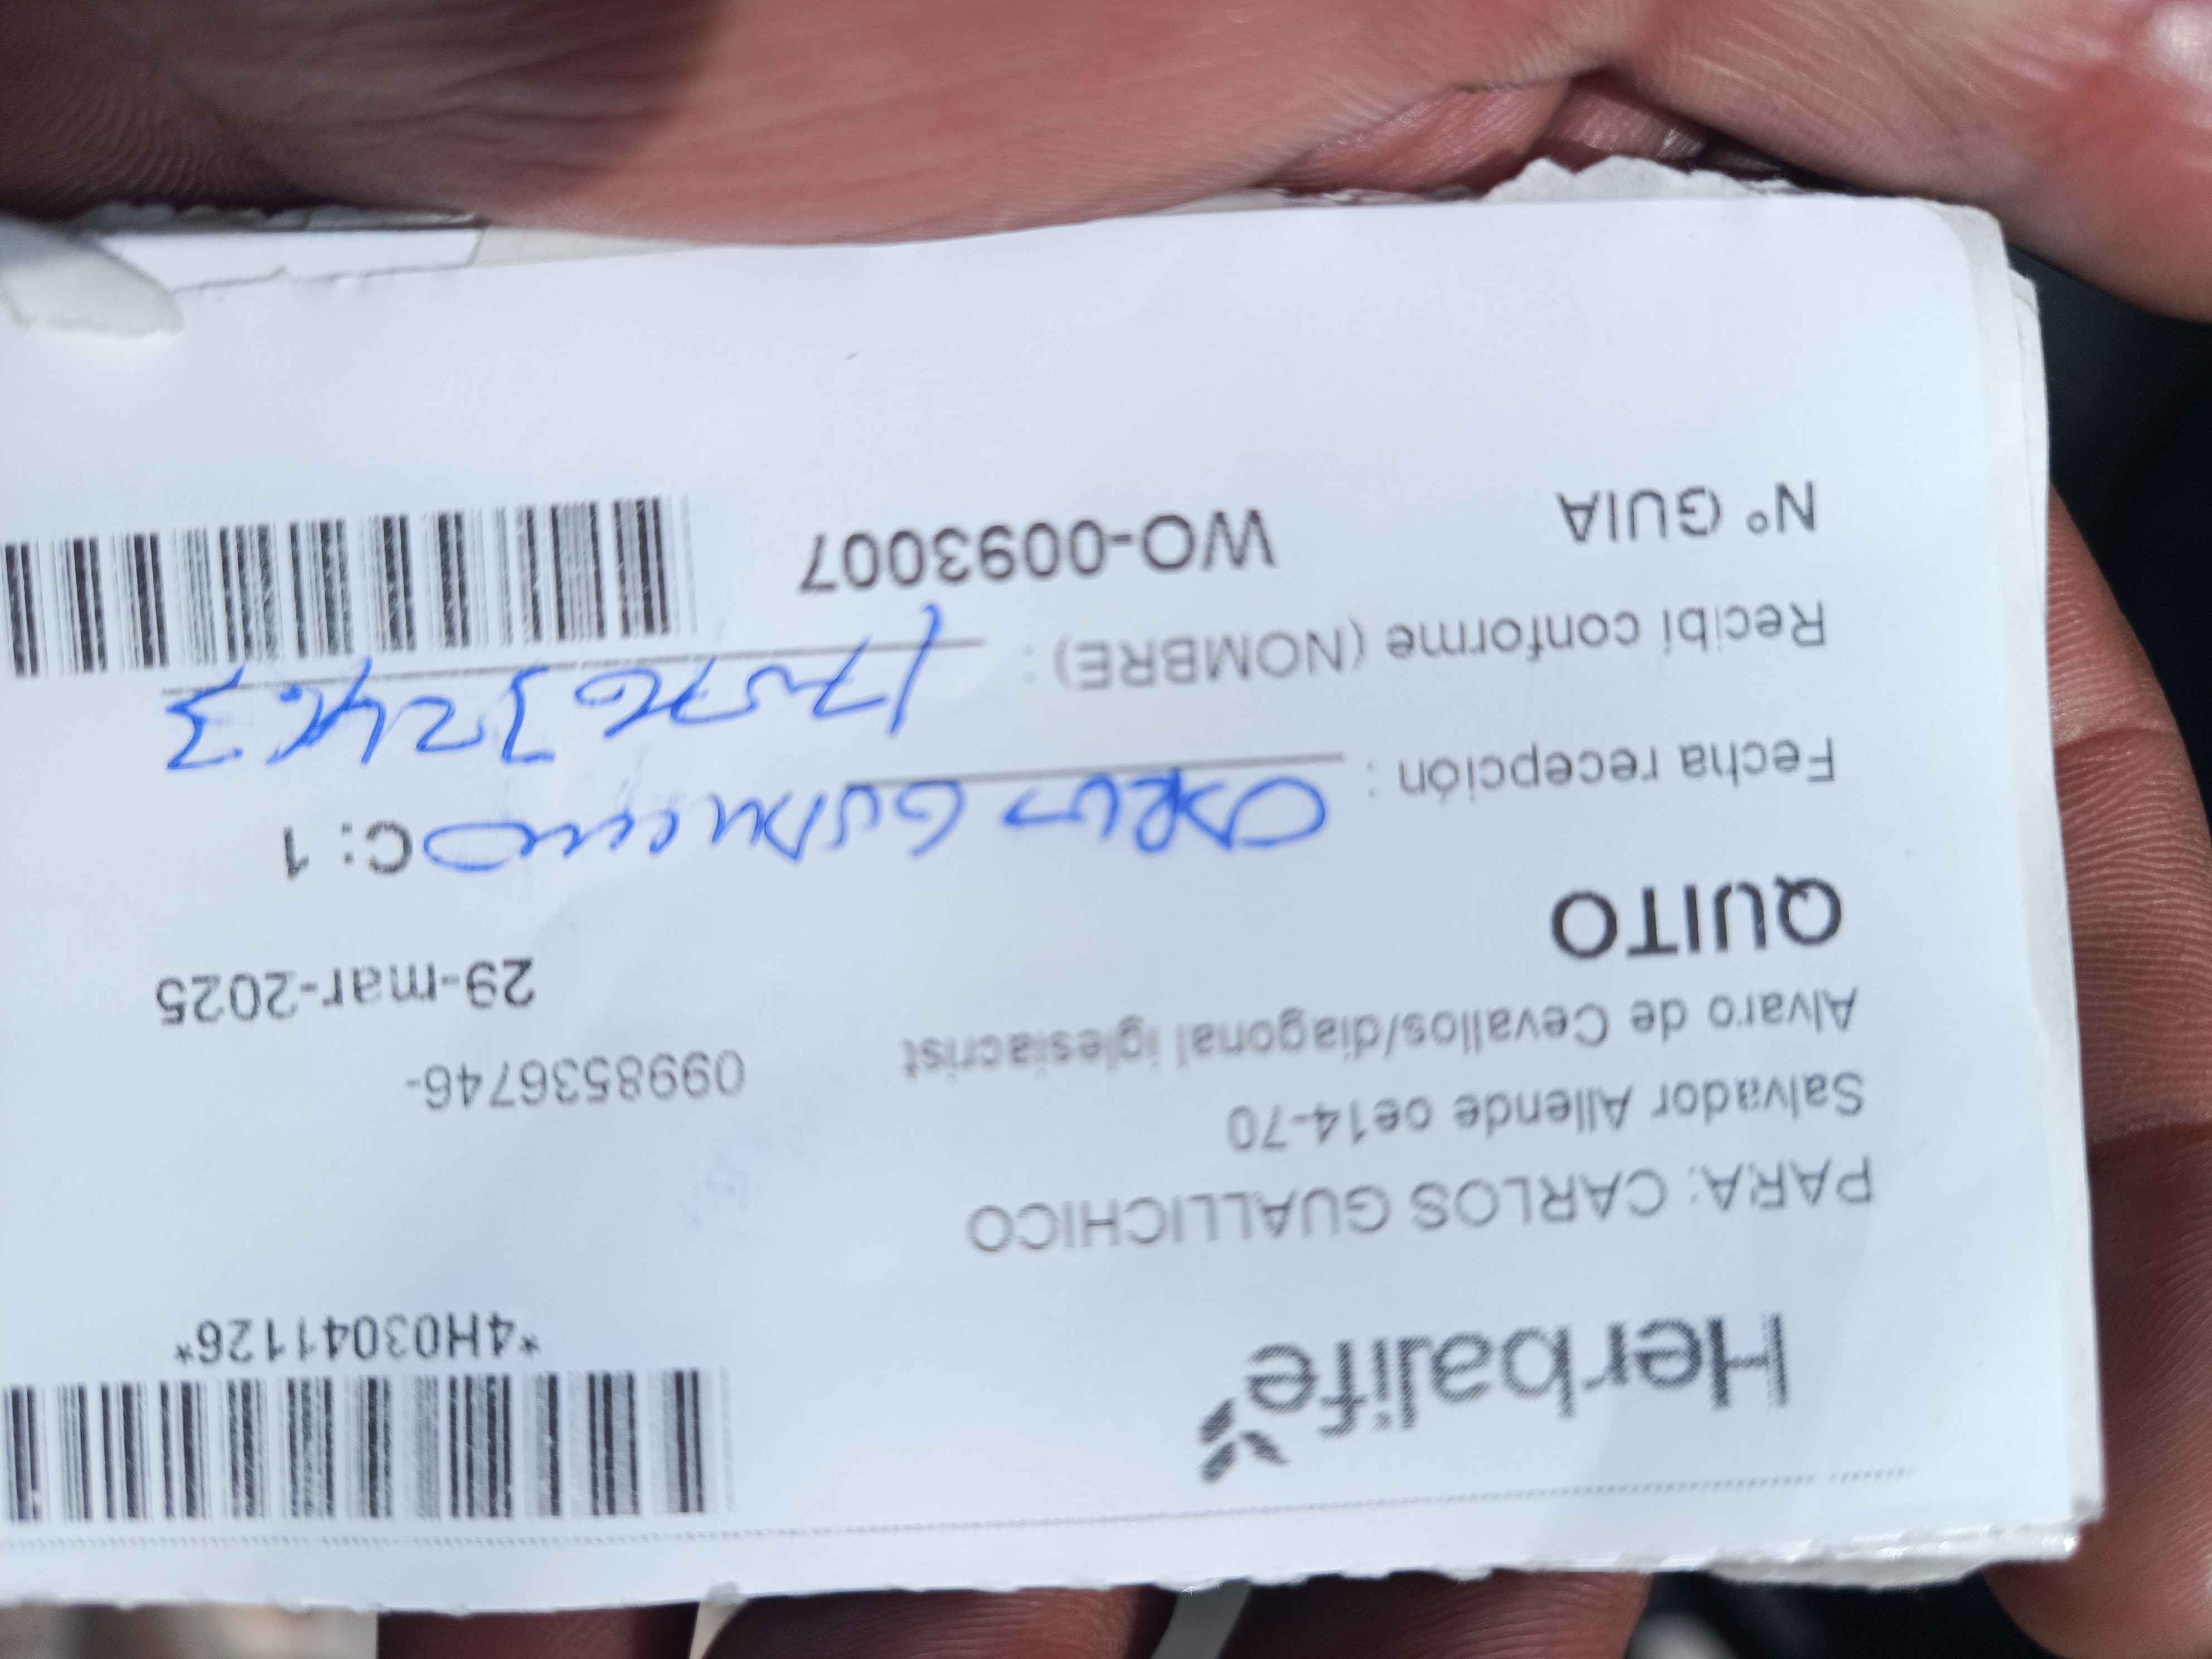 Herbalife
*4H03041126*
PARA: CARLOS GUALLICHICO
Salvador Allende oe14-70
Alvaro de Cevallos/diagonal iglesiacrist
0998536746-
QUITO
29-mar-2025
C: 1
Fecha recepción :
Recibí conforme (NOMBRE) :
N° GUIA WO-0093007